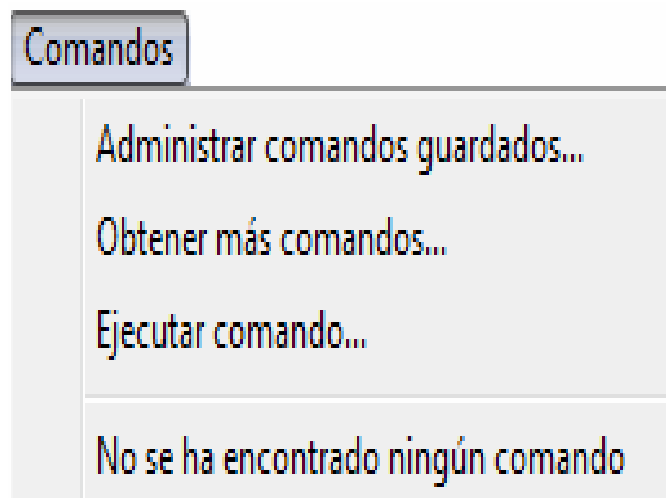 Comandos
Administrar comandos guardados...
Obtener más comandos...
Ejecutar comando...
No se ha encontrado ningún comando